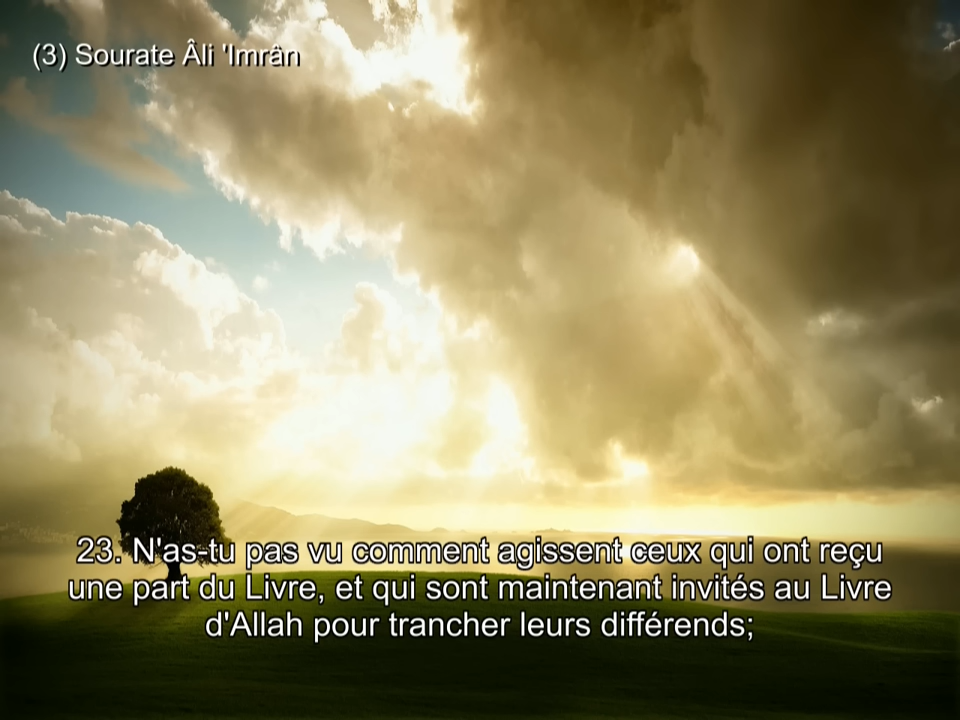 (3) Sourate Âli 'Imrân
23. N'as-tu pas vu comment agissent ceux qui ont reçu
une part du Livre, et qui sont maintenant invités au Livre
d'Allah pour trancher leurs différends;